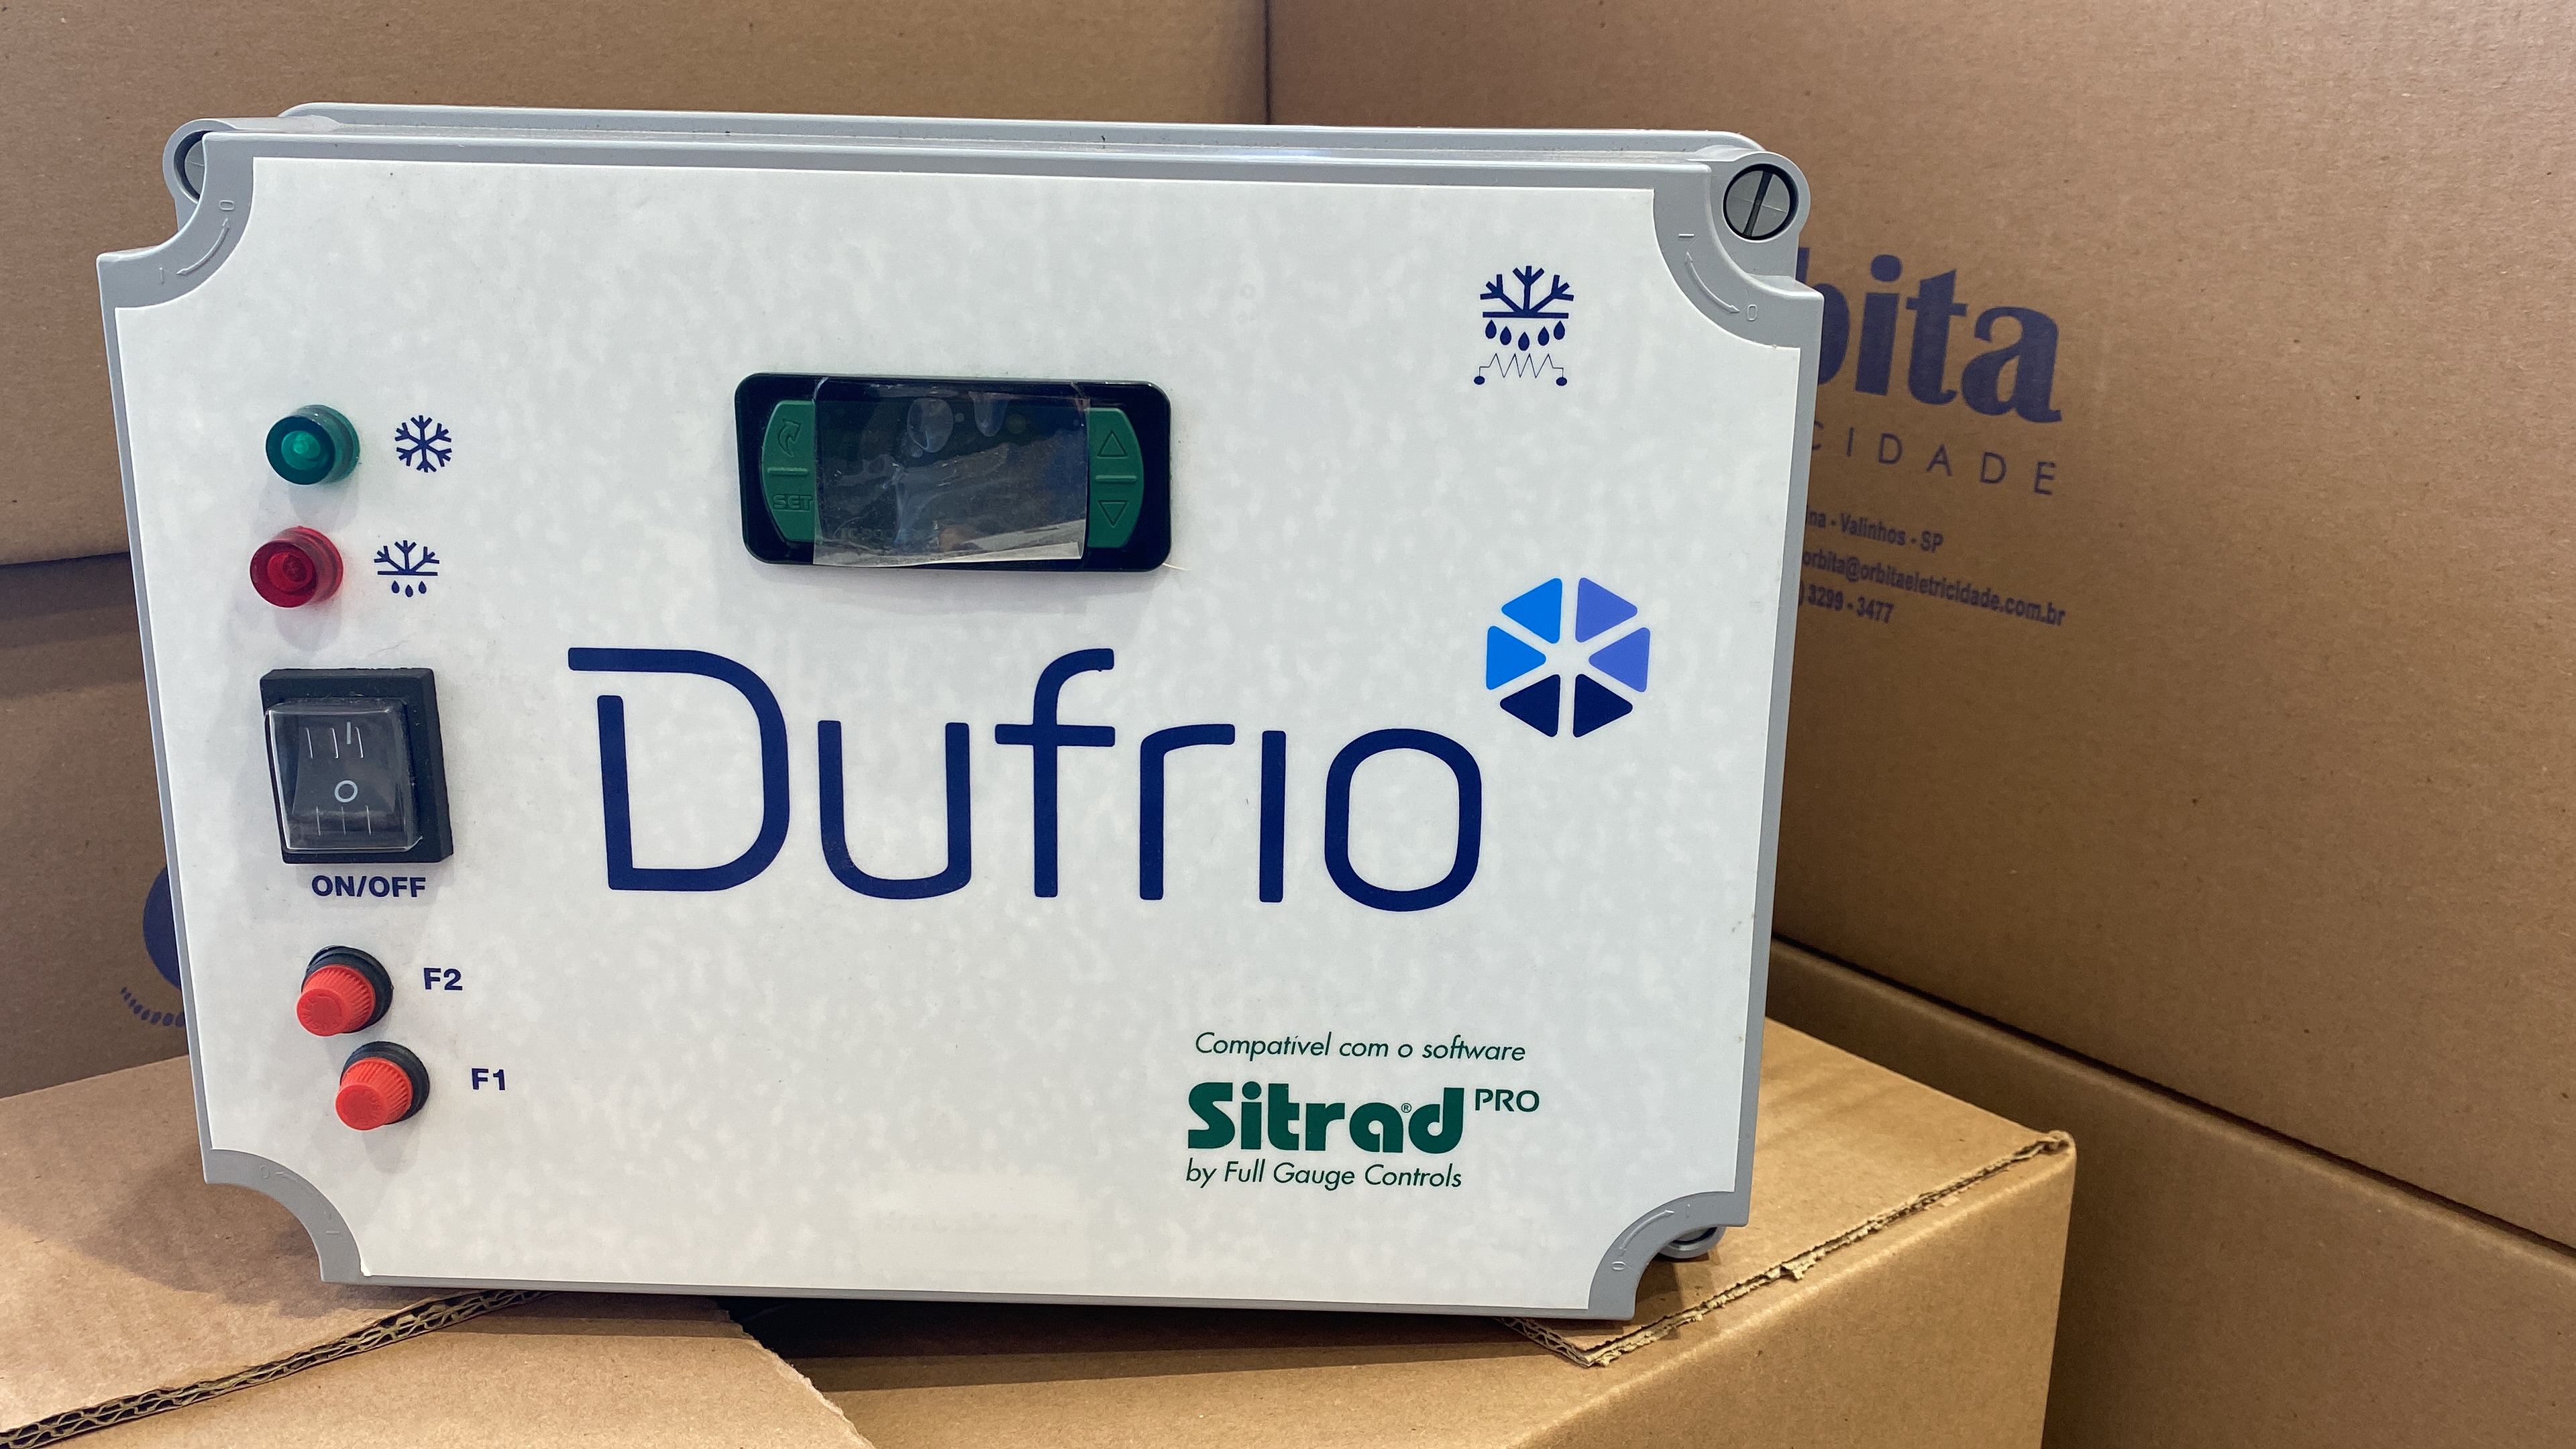 SET
Dufrio
ON/OFF
F2
F1
Compatível com o software
Sitrad® PRO
by Full Gauge Controls
bita
CIDADE
na - Valinhos - SP
orbita@orbitaeletricidade.com.br
) 3299 - 3477